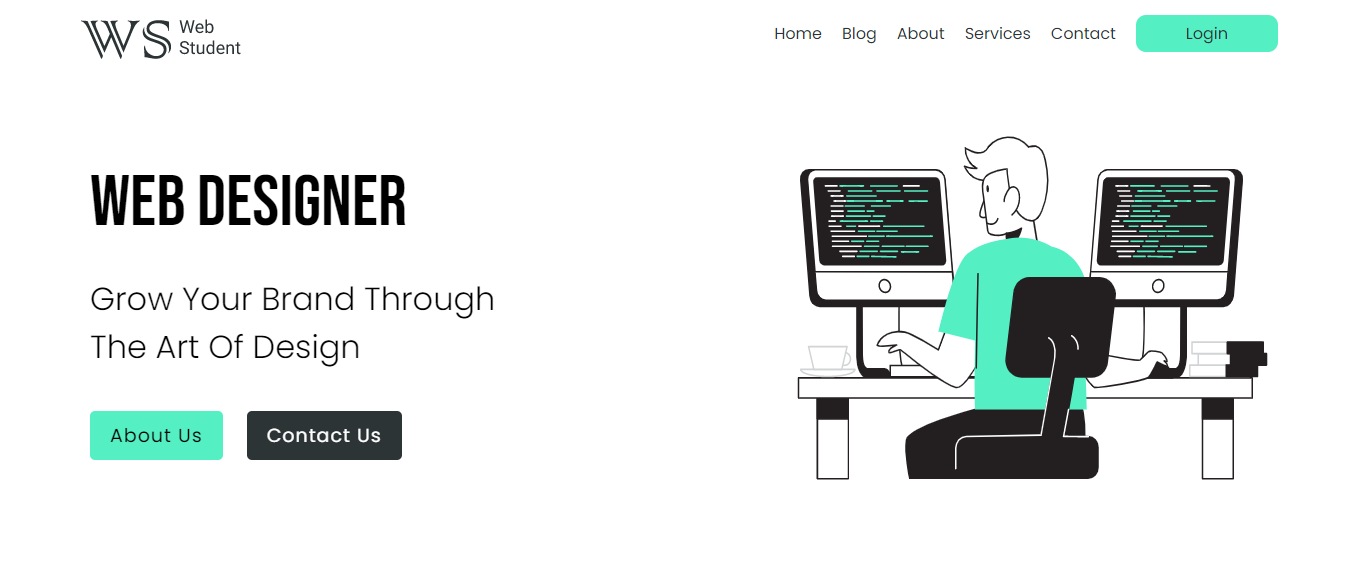 WS
Web
Student
Home Blog About Services Contact Login
WEB DESIGNER
Grow Your Brand Through
The Art Of Design
About Us Contact Us